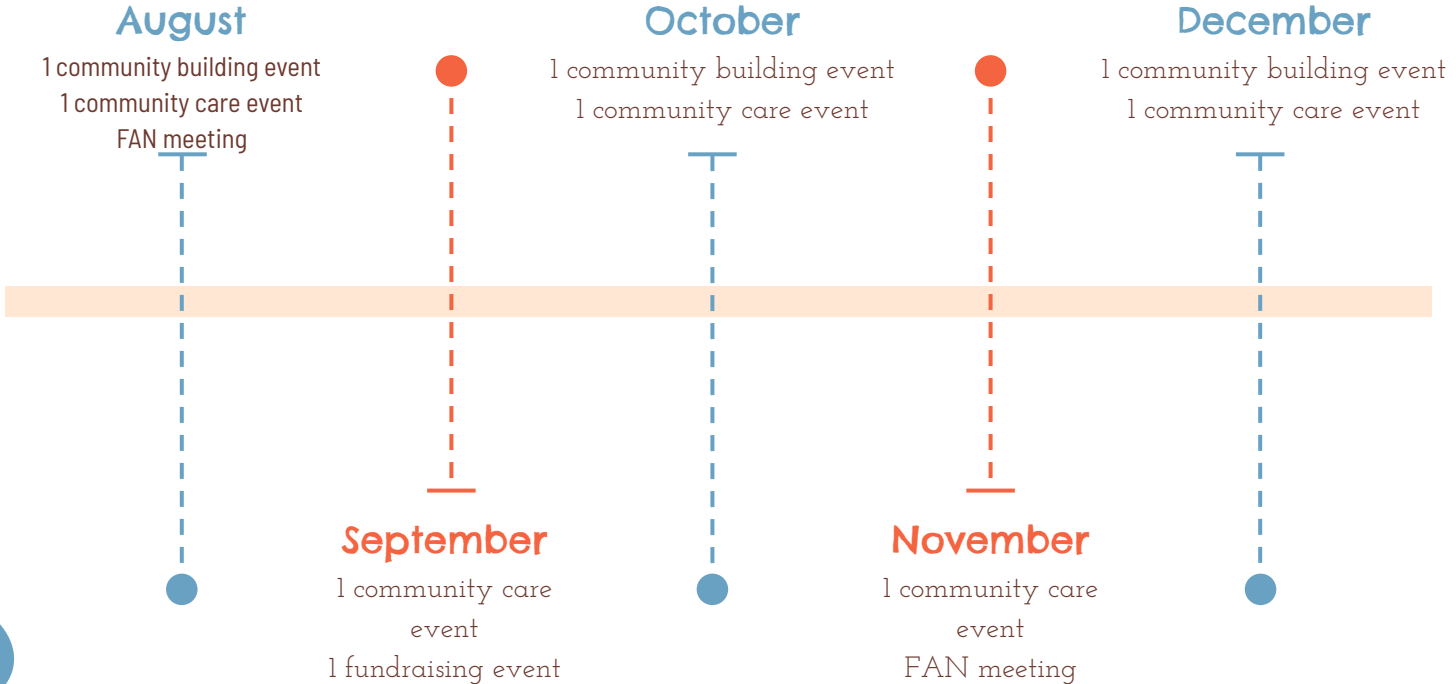 August
1 community building event
1 community care event
FAN meeting
October
1 community building event
1 community care event
December
1 community building event
1 community care event
September
1 community care
event
1 fundraising event
November
1 community care
event
FAN meeting